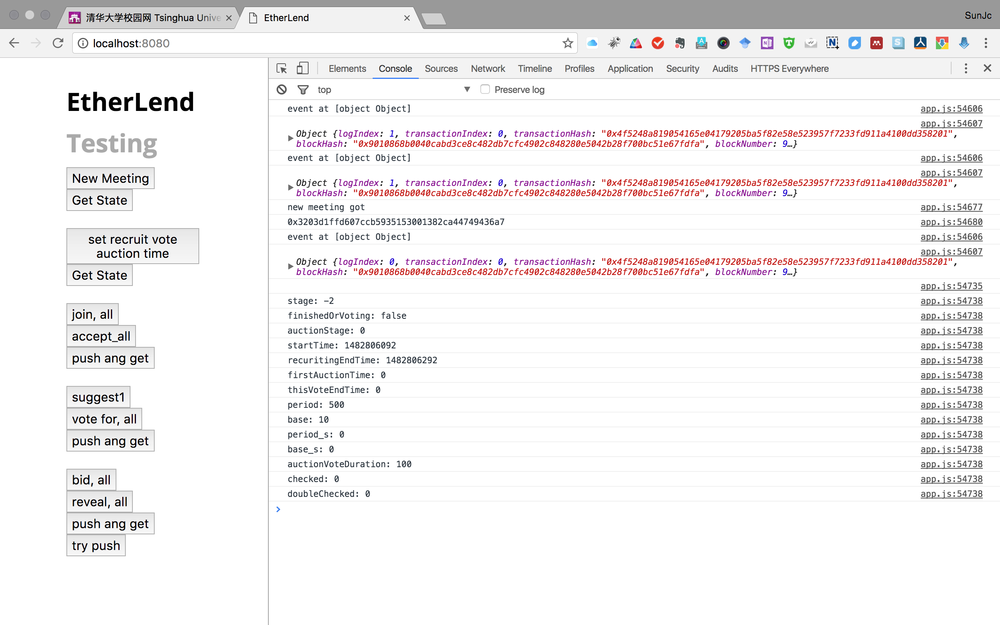 清华大学校园网 Tsinghua Unive
EtherLend
SunJc
localhost:8080
EtherLend
Testing
New Meeting
Get State
set recruit vote
auction time
Get State
join, all
accept_all
push ang get
suggest1
vote for, all
push ang get
bid, all
reveal, all
push ang get
try push
Elements Console Sources Network Timeline Profiles Application Security Audits HTTPS Everywhere
top Preserve log
event at [object Object] app.js:54606
app.js:54607
Object {logIndex: 1, transactionIndex: 0, transactionHash: "0x4f5248a819054165e04179205ba5f82e58e523957f7233fd911a4100dd358201",
blockHash: "0x9010868b0040cabd3ce8c482db7cfc4902c848280e5042b28f700bc51e67fdfa", blockNumber: 9…}
event at [object Object] app.js:54606
app.js:54607
Object {logIndex: 1, transactionIndex: 0, transactionHash: "0x4f5248a819054165e04179205ba5f82e58e523957f7233fd911a4100dd358201",
blockHash: "0x9010868b0040cabd3ce8c482db7cfc4902c848280e5042b28f700bc51e67fdfa", blockNumber: 9…}
new meeting got app.js:54677
0x3203d1ffd607ccb5935153001382ca44749436a7 app.js:54680
event at [object Object] app.js:54606
app.js:54607
Object {logIndex: 0, transactionIndex: 0, transactionHash: "0x4f5248a819054165e04179205ba5f82e58e523957f7233fd911a4100dd358201",
blockHash: "0x9010868b0040cabd3ce8c482db7cfc4902c848280e5042b28f700bc51e67fdfa", blockNumber: 9…}
app.js:54735
stage: -2 app.js:54738
finishedOrVoting: false app.js:54738
auctionStage: 0 app.js:54738
startTime: 1482806092 app.js:54738
recuritingEndTime: 1482806292 app.js:54738
firstAuctionTime: 0 app.js:54738
thisVoteEndTime: 0 app.js:54738
period: 500 app.js:54738
base: 10 app.js:54738
period_s: 0 app.js:54738
base_s: 0 app.js:54738
auctionVoteDuration: 100 app.js:54738
checked: 0 app.js:54738
doubleChecked: 0 app.js:54738